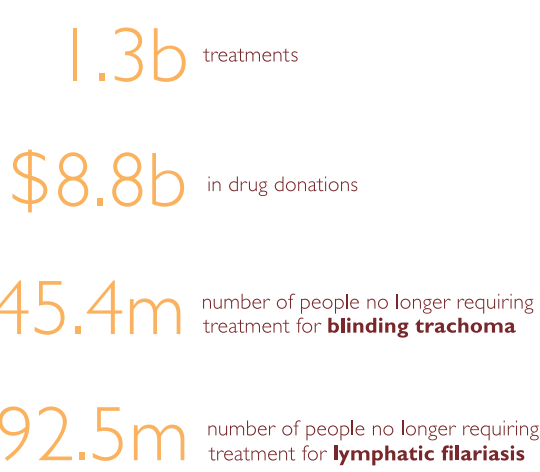 1.3b treatments
$8.8b in drug donations
45.4m number of people no longer requiring
treatment for blinding trachoma
92.5m number of people no longer requiring
treatment for lymphatic filariasis